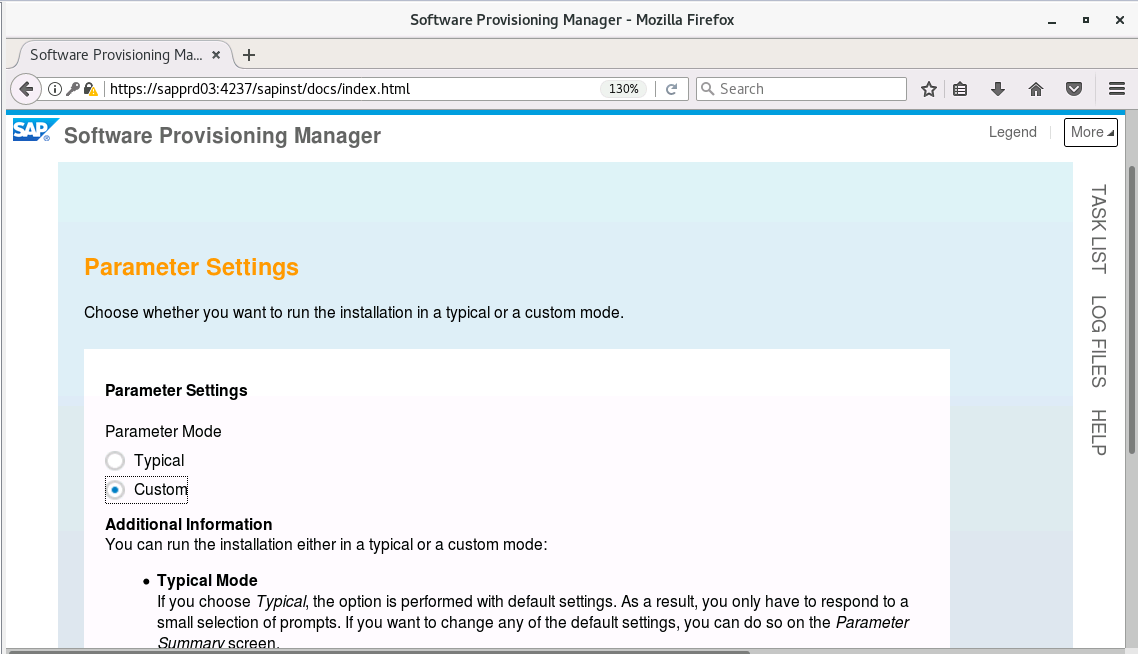 Software Provisioning Manager - Mozilla Firefox
Software Provisioning Ma...
https://sapprd03:4237/sapinst/docs/index.html
130%
Search
SAP
Software Provisioning Manager
Legend
More
TASK LIST
LOG FILES
HELP
Parameter Settings
Choose whether you want to run the installation in a typical or a custom mode.
Parameter Settings
Parameter Mode
Typical
Custom
Additional Information
You can run the installation either in a typical or a custom mode:
• Typical Mode
If you choose Typical, the option is performed with default settings. As a result, you only have to respond to a
small selection of prompts. If you want to change any of the default settings, you can do so on the Parameter
Summary screen.